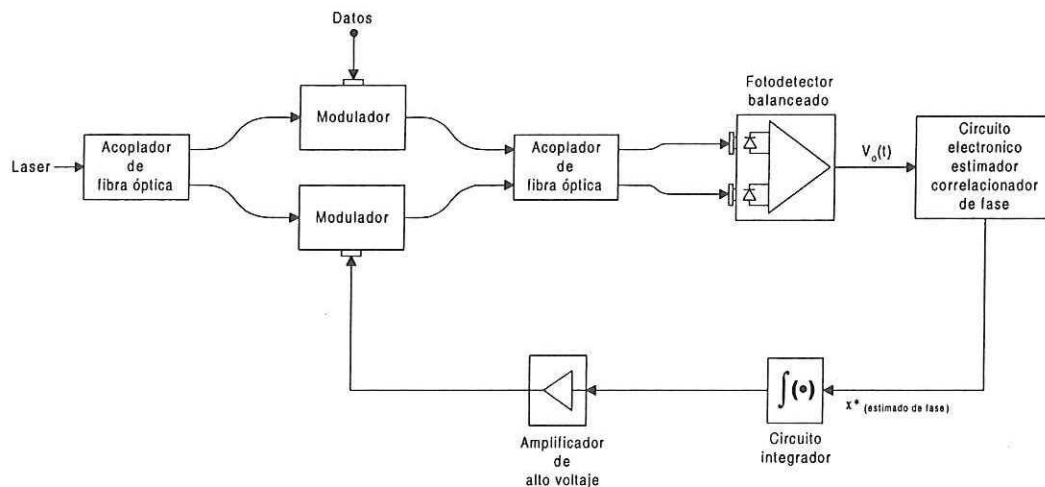 Datos
Modulador
Fotodetector
balanceado
Laser
Acoplador
de
fibra óptica
Modulador
Acoplador
de
fibra óptica
V₀(t)
Circuito
electronico
estimador
correlacionador
de fase
∫(•)
x* (estimado de fase)
Amplificador
de
alto voltaje
Circuito
integrador